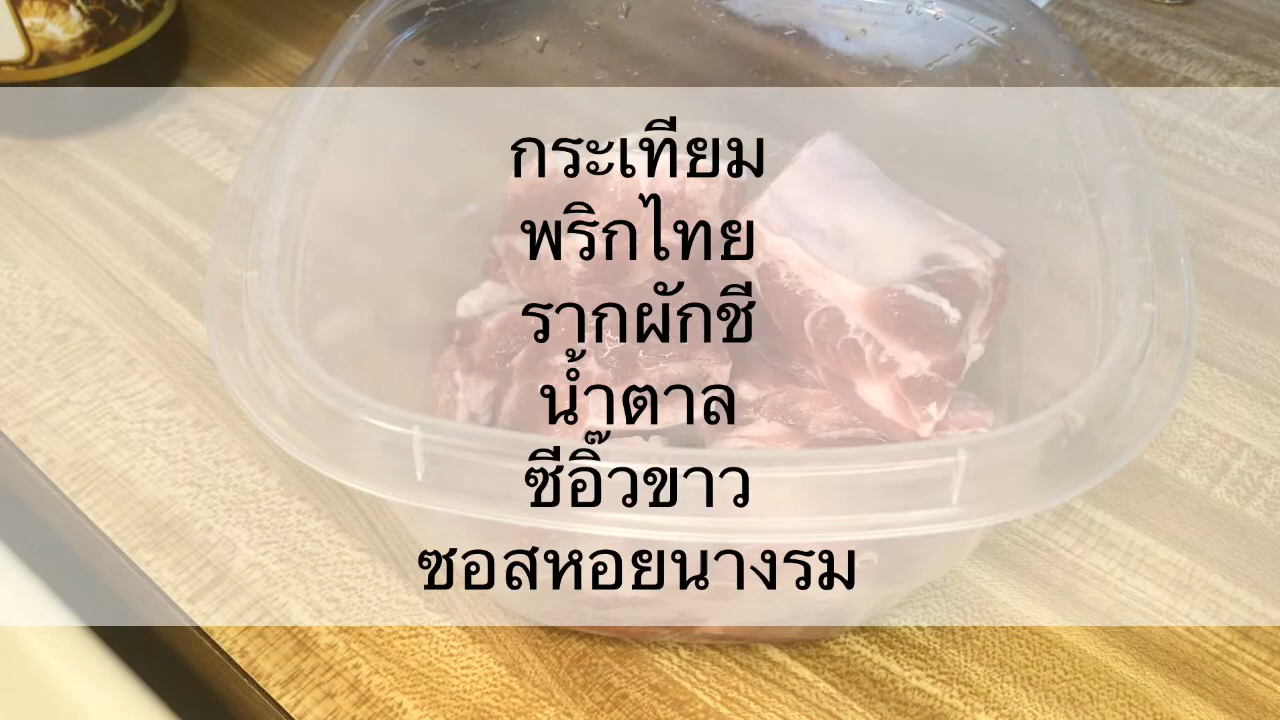 กระเทียม
พริกไทย
รากผักชี
น้ำตาล
ซีอิ๊วขาว
ซอสหอยนางรม